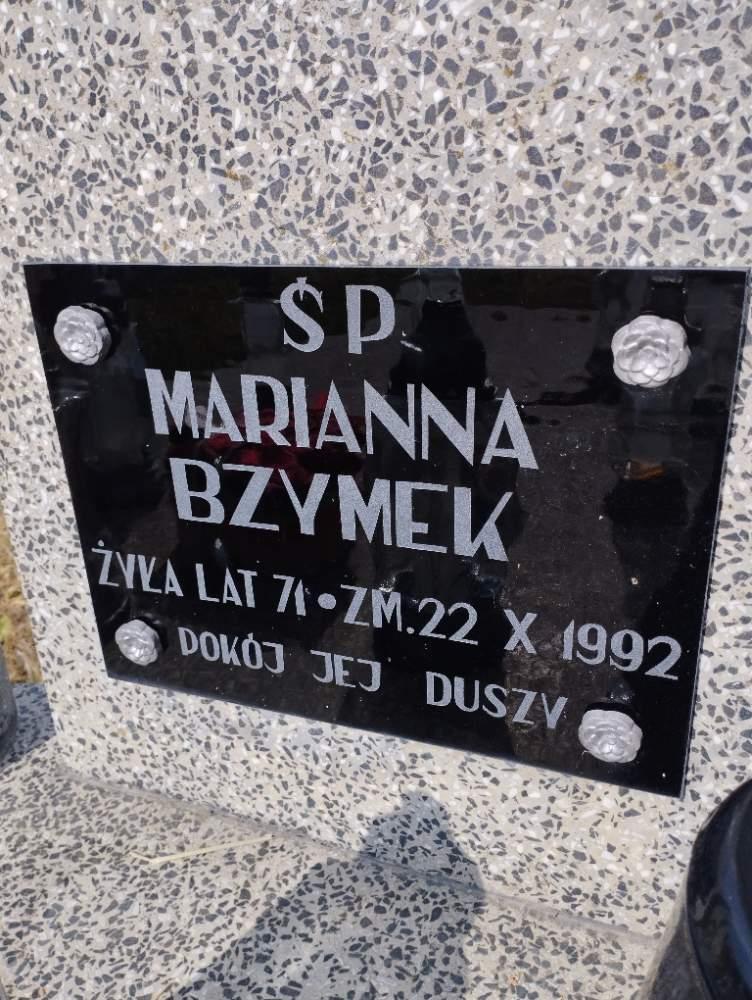 ŚP
MARIANNA
BZYMEK
ŻYŁA LAT 71 • ZM. 22 X 1992
POKÓJ JEJ DUSZY